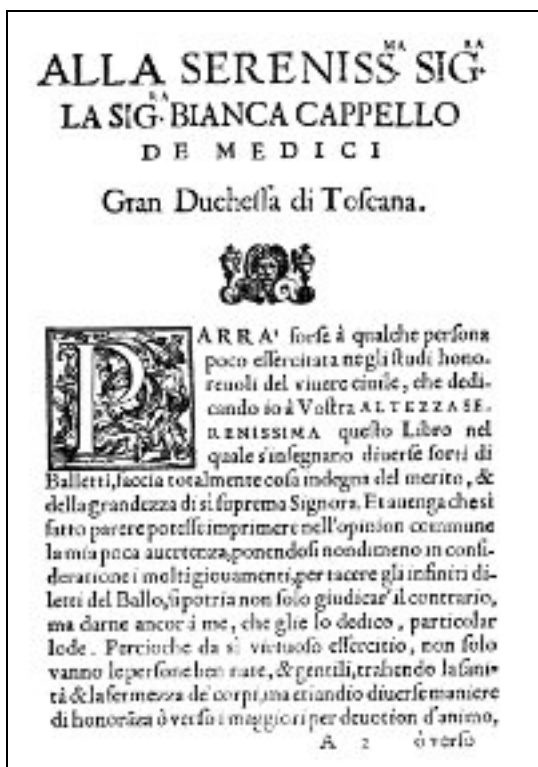 ALLA SERENISS.MA SIG.RA
LA SIG.RA BIANCA CAPPELLO
DE MEDICI
Gran Ducheſſa di Toſcana.
PARRA' forſe à qualche perſona
poco eſſercitata negli ſtudi hono-
reuoli del viuere ciuile, che dedi-
cando io à Voſtra ALTEZZA SE-
RENISSIMA queſto Libro nel
quale s'inſegnano diuerſe ſorti di
Balletti, faccia totalmente coſa indegna del merito, &
della grandezza di sì ſuprema Signora. Et auenga che sì
fatto parere poteſſe imprimere nell'opinion commune
la mia poca auertenza, ponendoſi nondimeno in conſi-
deratione i molti giouamenti, per tacere gli infiniti di-
letti del Ballo, ſi potria non ſolo giudicar' il contrario,
ma darne ancor à me, che glie lo dedico, particolar
lode. Percioche da sì virtuoſo eſſercitio, non ſolo
vanno le perſone ben nate, & gentili, trahendo la ſani-
tà & la fermezza de' corpi, ma etiandio diuerſe maniere
di honorāza ò verſo i maggiori per deuotion d'animo,
A 2 ò verſo